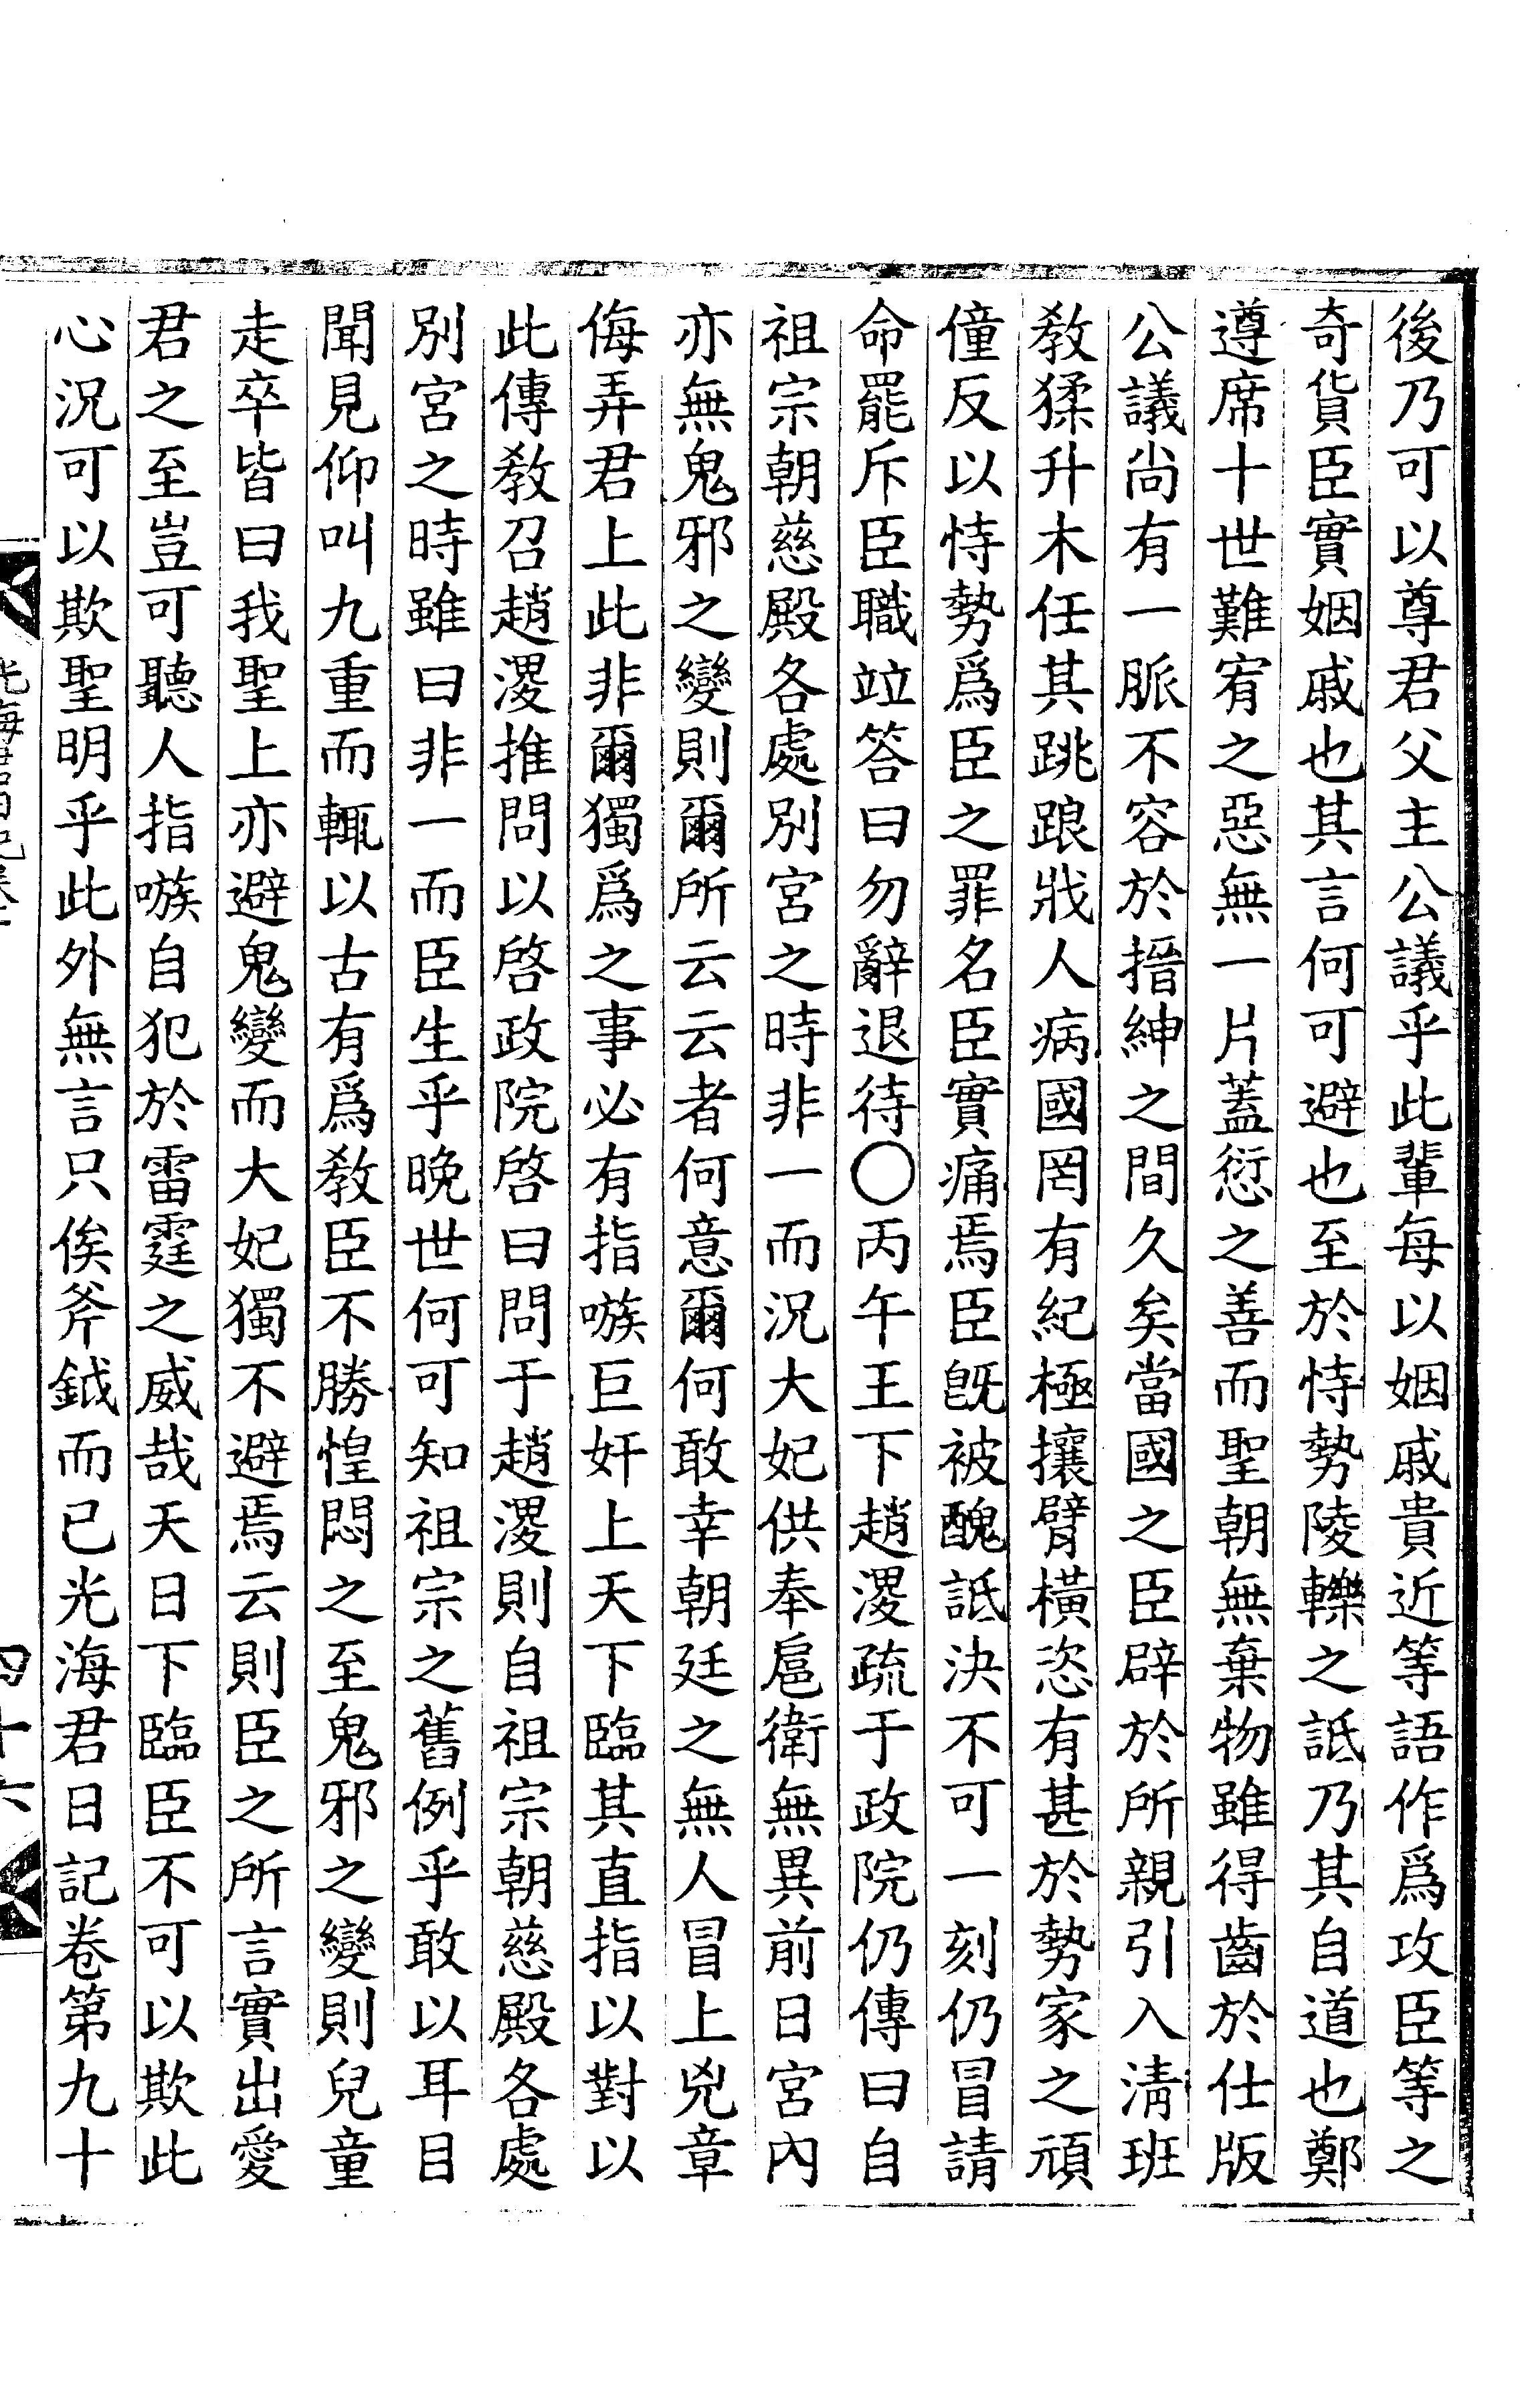 後乃可以尊君父主公議乎此輩每以姻戚貴近等語作爲攻臣等之
奇貨臣實姻戚也其言何可避也至於恃勢陵轢之詆乃其自道也鄭
遵席十世難宥之惡無一片蓋愆之善而聖朝無棄物雖得齒於仕版
公議尙有一脈不容於搢紳之間久矣當國之臣辟於所親引入淸班
敎猱升木任其跳踉戕人病國罔有紀極攘臂橫恣有甚於勢家之頑
僮反以恃勢爲臣之罪名臣實痛焉臣旣被醜詆決不可一刻仍冒請
命罷斥臣職竝答曰勿辭退待○丙午王下趙溭疏于政院仍傳曰自
祖宗朝慈殿各處別宮之時非一而況大妃供奉扈衛無異前日宮內
亦無鬼邪之變則爾所云云者何意爾何敢幸朝廷之無人冒上兇章
侮弄君上此非爾獨爲之事必有指嗾巨奸上天下臨其直指以對以
此傳敎召趙溭推問以啓政院啓曰問于趙溭則自祖宗朝慈殿各處
別宮之時雖曰非一而臣生乎晩世何可知祖宗之舊例乎敢以耳目
聞見仰叫九重而輒以古有爲敎臣不勝惶悶之至鬼邪之變則兒童
走卒皆曰我聖上亦避鬼變而大妃獨不避焉云則臣之所言實出愛
君之至豈可聽人指嗾自犯於雷霆之威哉天日下臨臣不可以欺此
心況可以欺聖明乎此外無言只俟斧鉞而已光海君日記卷第九十
四十六